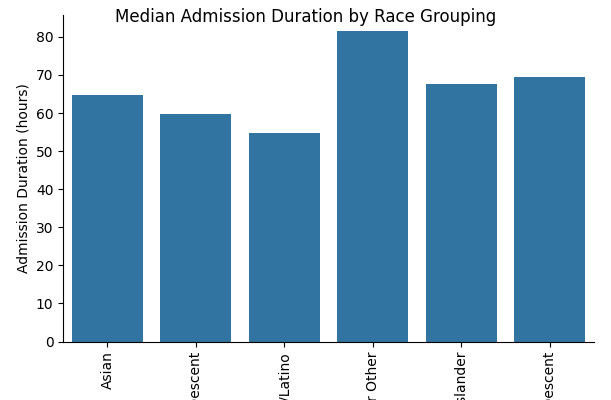 Median Admission Duration by Race Grouping
Admission Duration (hours)
80
70
60
50
40
30
20
10
0
Asian
escent
/Latino
r Other
slander
escent